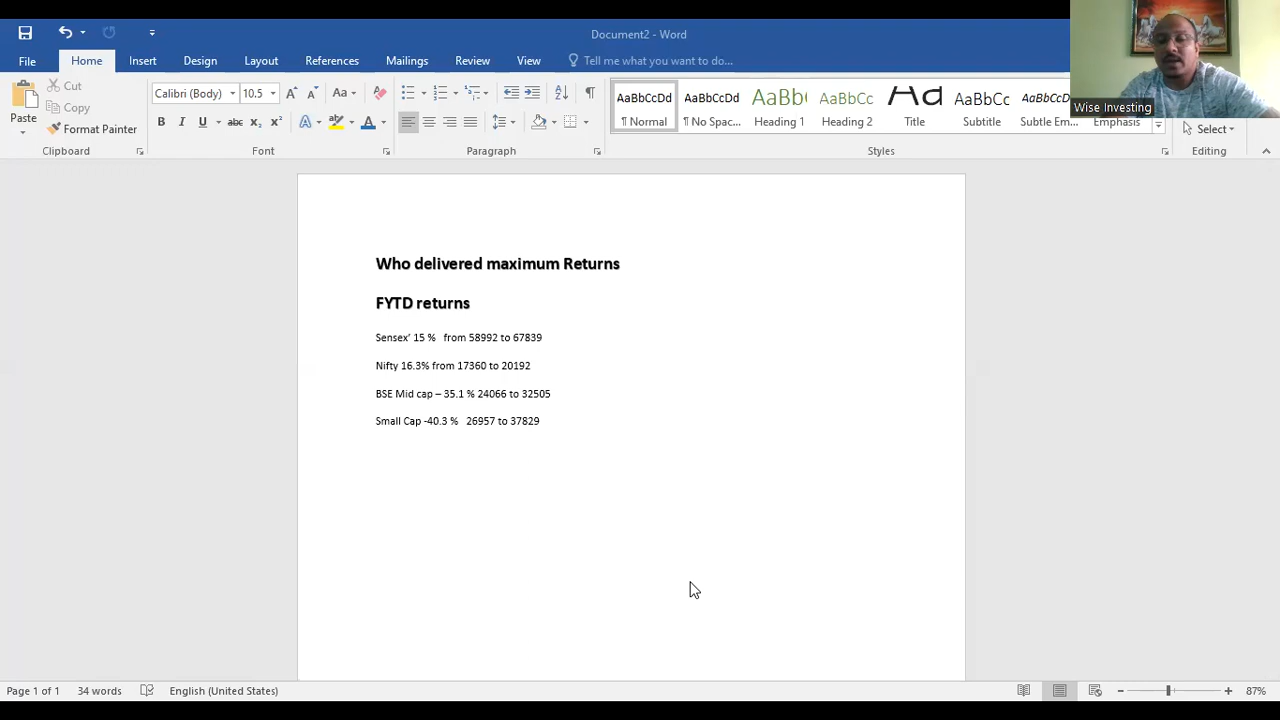 Document2 - Word
File Home Insert Design Layout References Mailings Review View Tell me what you want to do...
Wise Investing
Paste
Cut
Copy
Format Painter
Clipboard
Calibri (Body) 10.5
Font
Paragraph
AaBbCcDd AaBbCcDd AaBbC AaBbCc AaBbCc AaBbCcDd
¶ Normal ¶ No Spac... Heading 1 Heading 2 Title Subtitle Subtle Em... Emphasis
Styles
Select
Editing
Who delivered maximum Returns
FYTD returns
Sensex' 15 % from 58992 to 67839
Nifty 16.3% from 17360 to 20192
BSE Mid cap – 35.1 % 24066 to 32505
Small Cap -40.3 % 26957 to 37829
Page 1 of 1 34 words English (United States) 87%